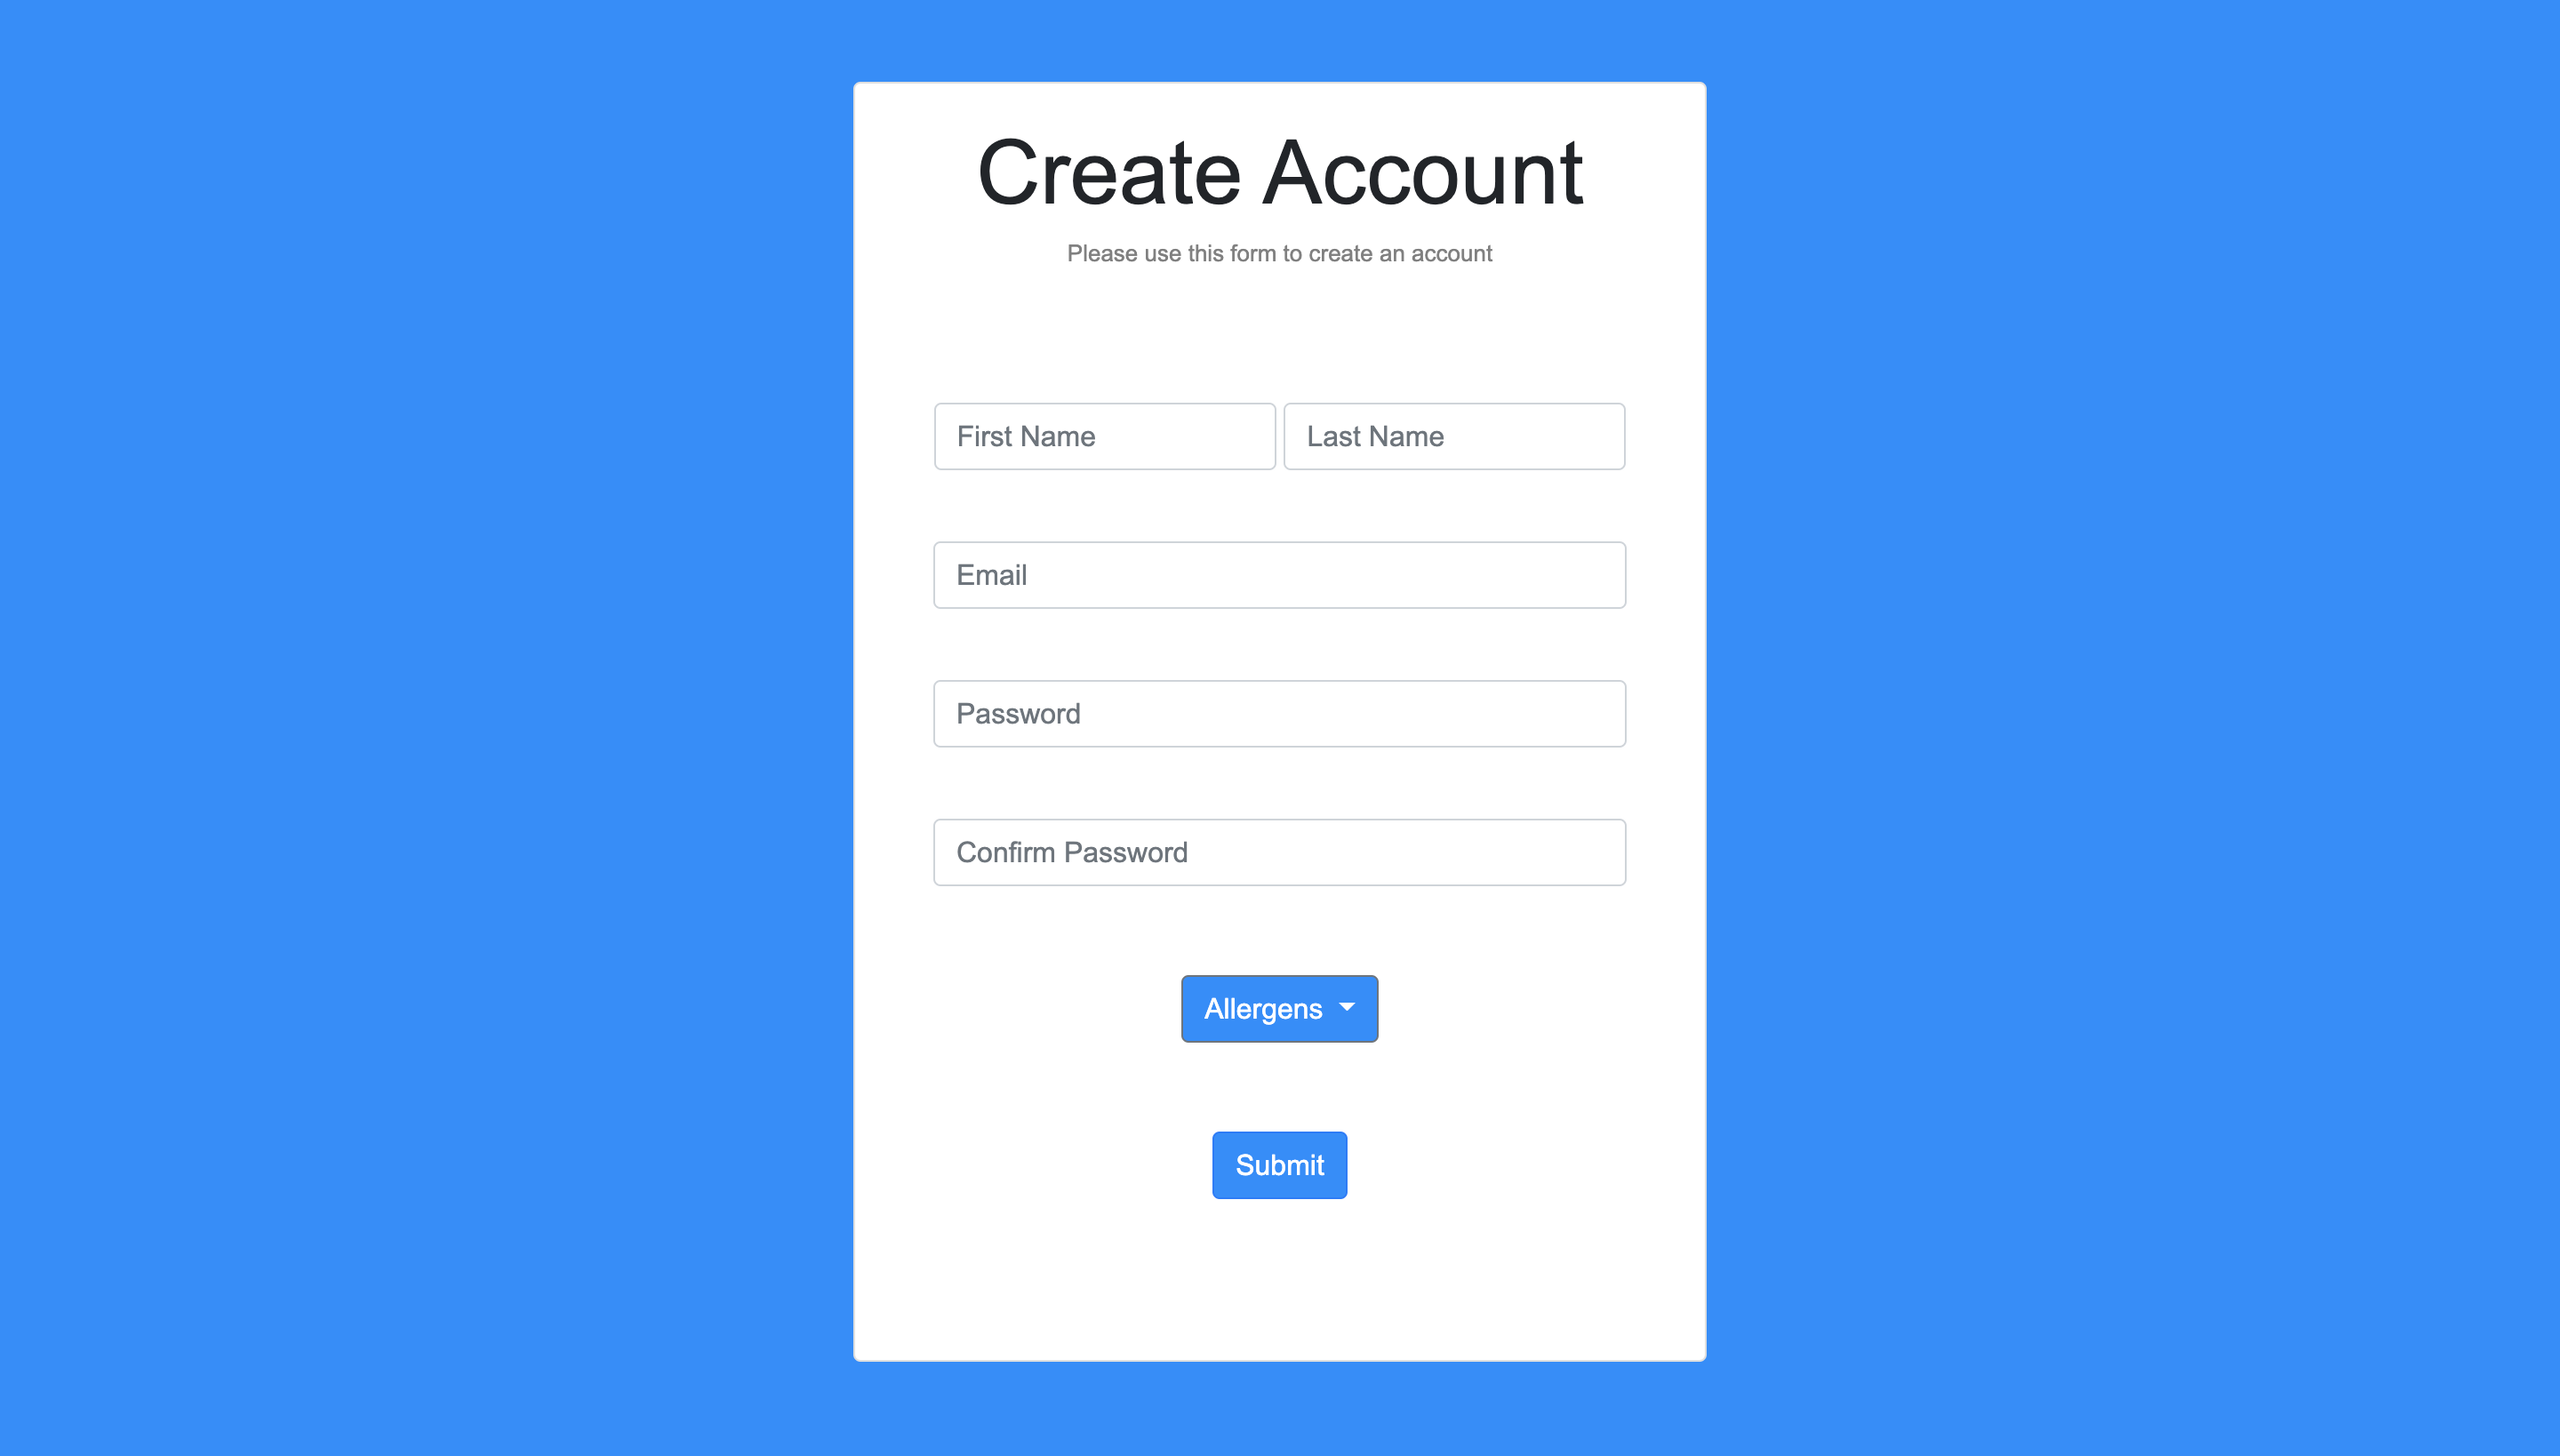 Create Account
Please use this form to create an account
First Name Last Name
Email
Password
Confirm Password
Allergens
Submit